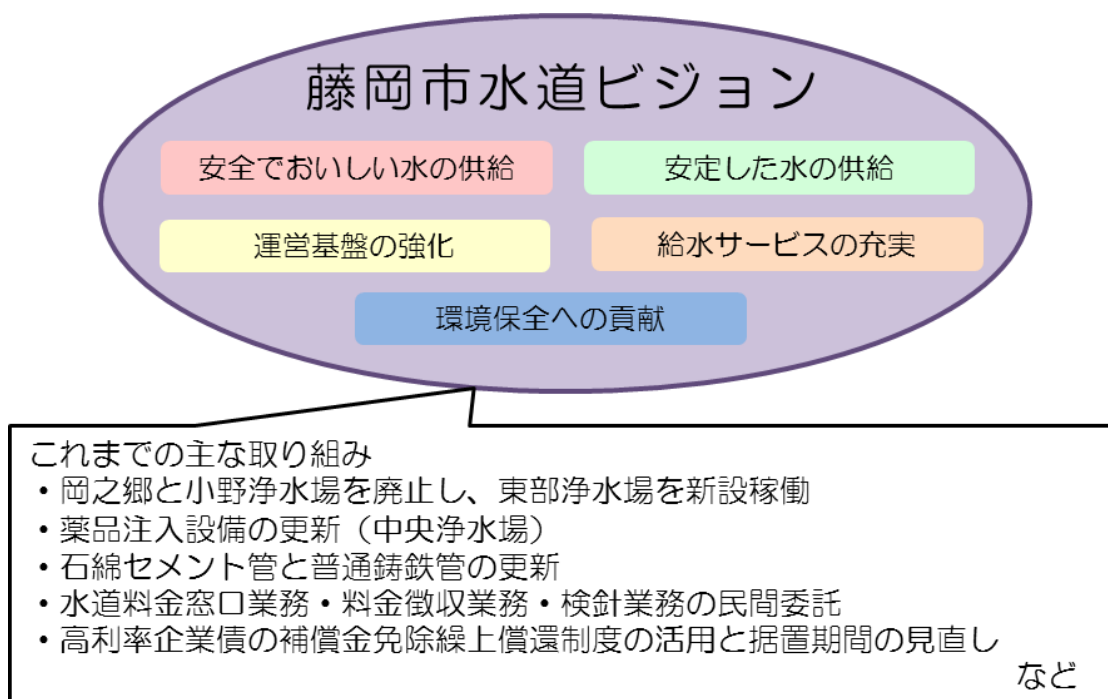 藤岡市水道ビジョン
安全でおいしい水の供給
安定した水の供給
運営基盤の強化
給水サービスの充実
環境保全への貢献
これまでの主な取り組み
・岡之郷と小野浄水場を廃止し、東部浄水場を新設稼働
・薬品注入設備の更新（中央浄水場）
・石綿セメント管と普通鋳鉄管の更新
・水道料金窓口業務・料金徴収業務・検針業務の民間委託
・高利率企業債の補償金免除繰上償還制度の活用と据置期間の見直し
など